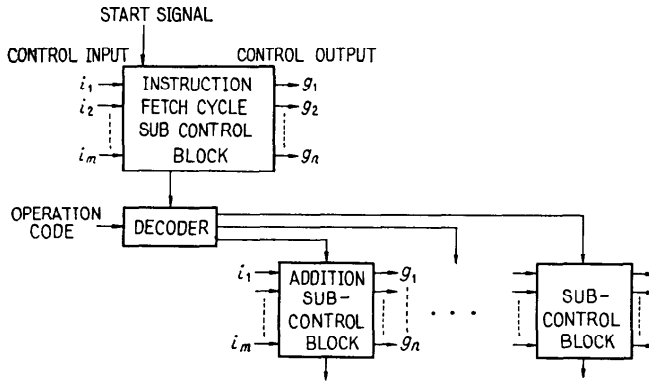 START SIGNAL
CONTROL INPUT
CONTROL OUTPUT
i1
i2
im
INSTRUCTION
FETCH CYCLE
SUB CONTROL
BLOCK
g1
g2
gn
OPERATION
CODE
DECODER
i1
im
ADDITION
SUB-
CONTROL
BLOCK
g1
gn
. . .
SUB-
CONTROL
BLOCK